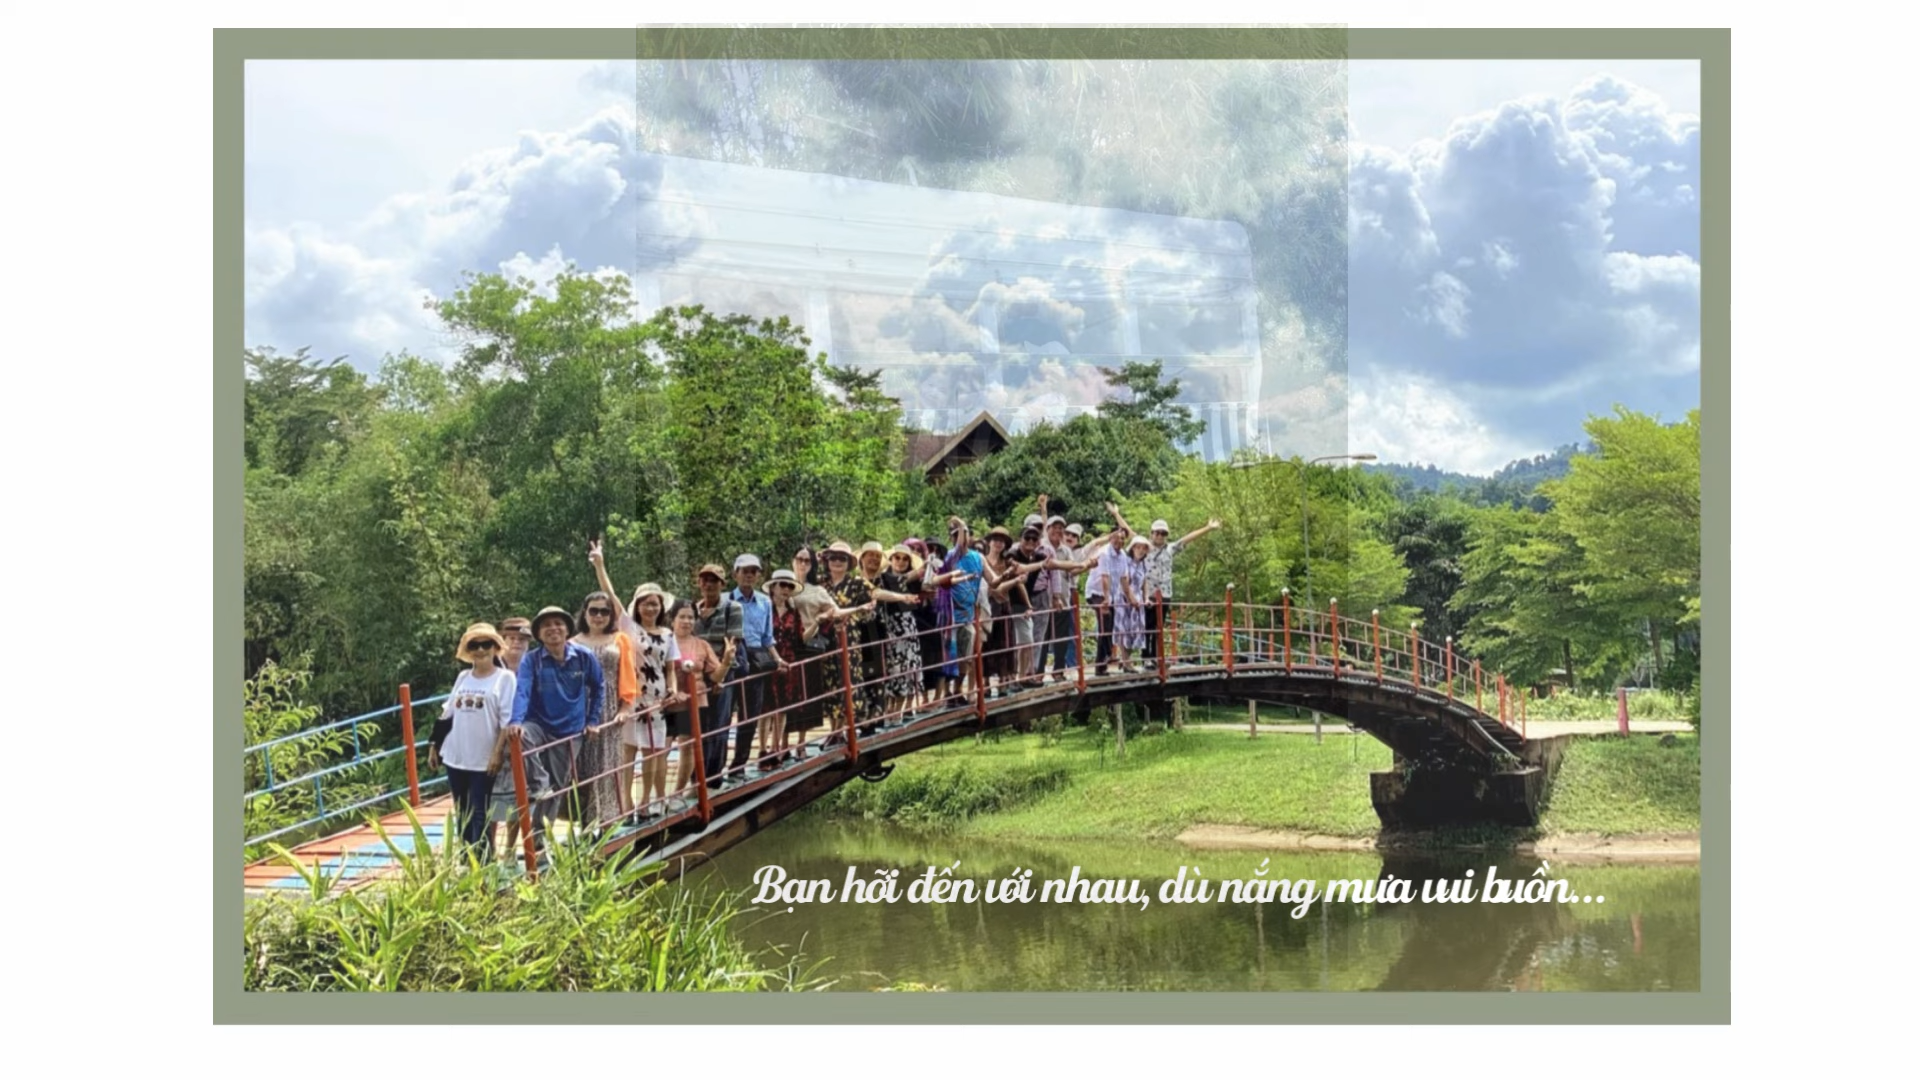 Bạn hỡi đến với nhau, dù nắng mưa vui buồn...